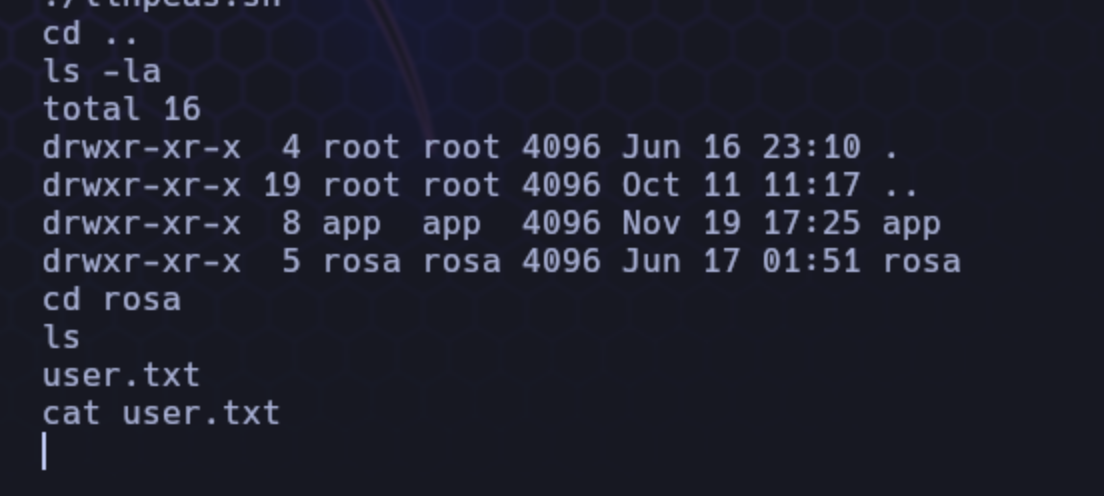 ./linpeas.sh
cd ..
ls -la
total 16
drwxr-xr-x  4 root root 4096 Jun 16 23:10 .
drwxr-xr-x 19 root root 4096 Oct 11 11:17 ..
drwxr-xr-x  8 app  app  4096 Nov 19 17:25 app
drwxr-xr-x  5 rosa rosa 4096 Jun 17 01:51 rosa
cd rosa
ls
user.txt
cat user.txt